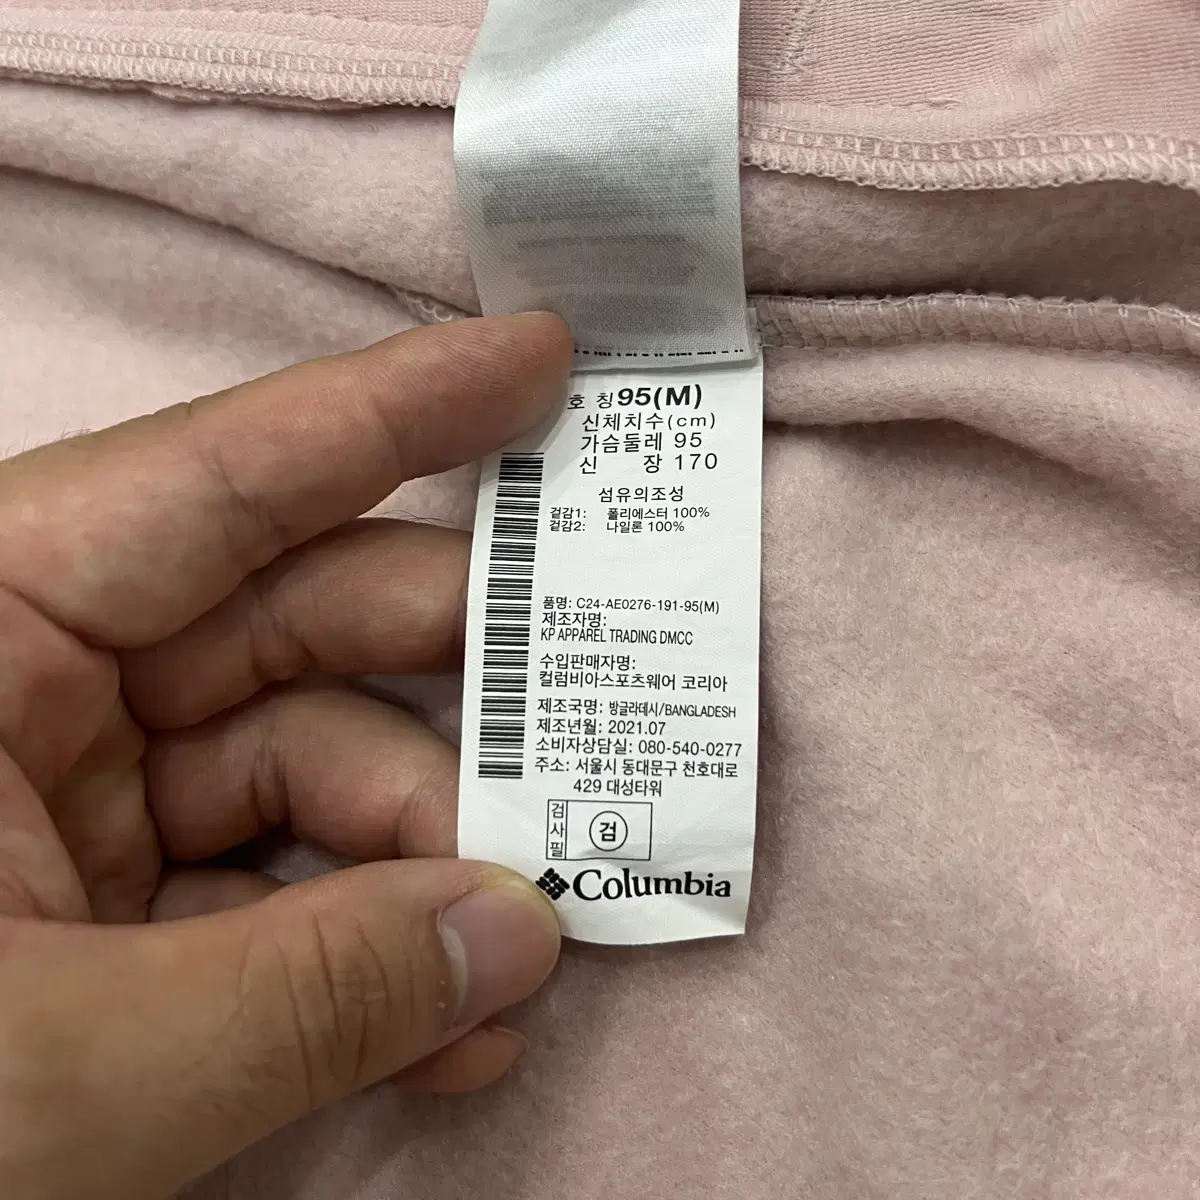 호 칭 95(M)
신체치수(cm)
가슴둘레 95
신 장 170
섬유의조성
겉감1: 폴리에스터 100%
겉감2: 나일론 100%
품명: C24-AE0276-191-95(M)
제조자명:
KP APPAREL TRADING DMCC
수입판매자명:
컬럼비아스포츠웨어 코리아
제조국명: 방글라데시/BANGLADESH
제조년월: 2021.07
소비자상담실: 080-540-0277
주소: 서울시 동대문구 천호대로
429 대성타워
검사필
검
Columbia